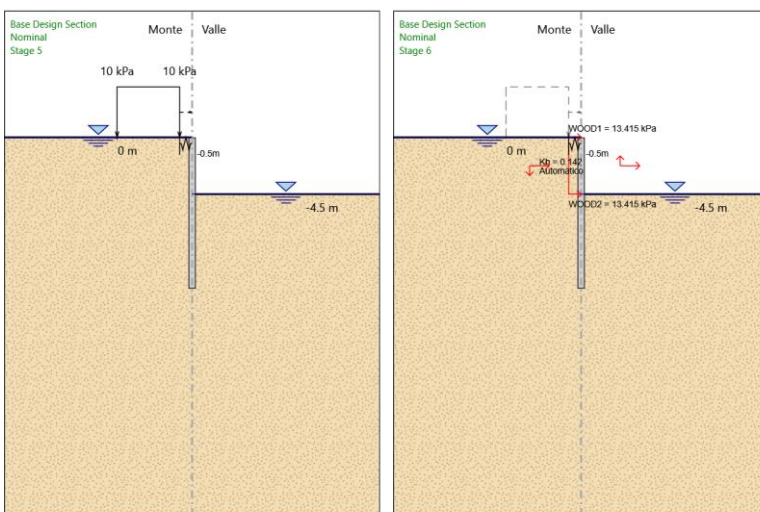 Base Design Section
Nominal
Stage 5
Monte
Valle
10 kPa
10 kPa
0 m
-0.5m
-4.5 m
Base Design Section
Nominal
Stage 6
Monte
Valle
WOOD1 = 13.415 kPa
0 m
-0.5m
Kh = 0.142
Automatico
WOOD2 = 13.415 kPa
-4.5 m